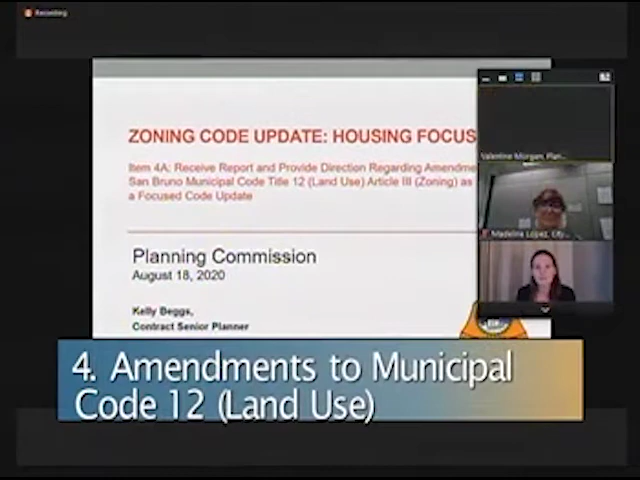 Recording
ZONING CODE UPDATE: HOUSING FOCUS
Item 4A: Receive Report and Provide Direction Regarding Amendme
San Bruno Municipal Code Title 12 (Land Use) Article III (Zoning) as
a Focused Code Update
Planning Commission
August 18, 2020
Kelly Beggs,
Contract Senior Planner
Valentine Morgan, Plan...
Madeline Lopez, City...
4. Amendments to Municipal
Code 12 (Land Use)